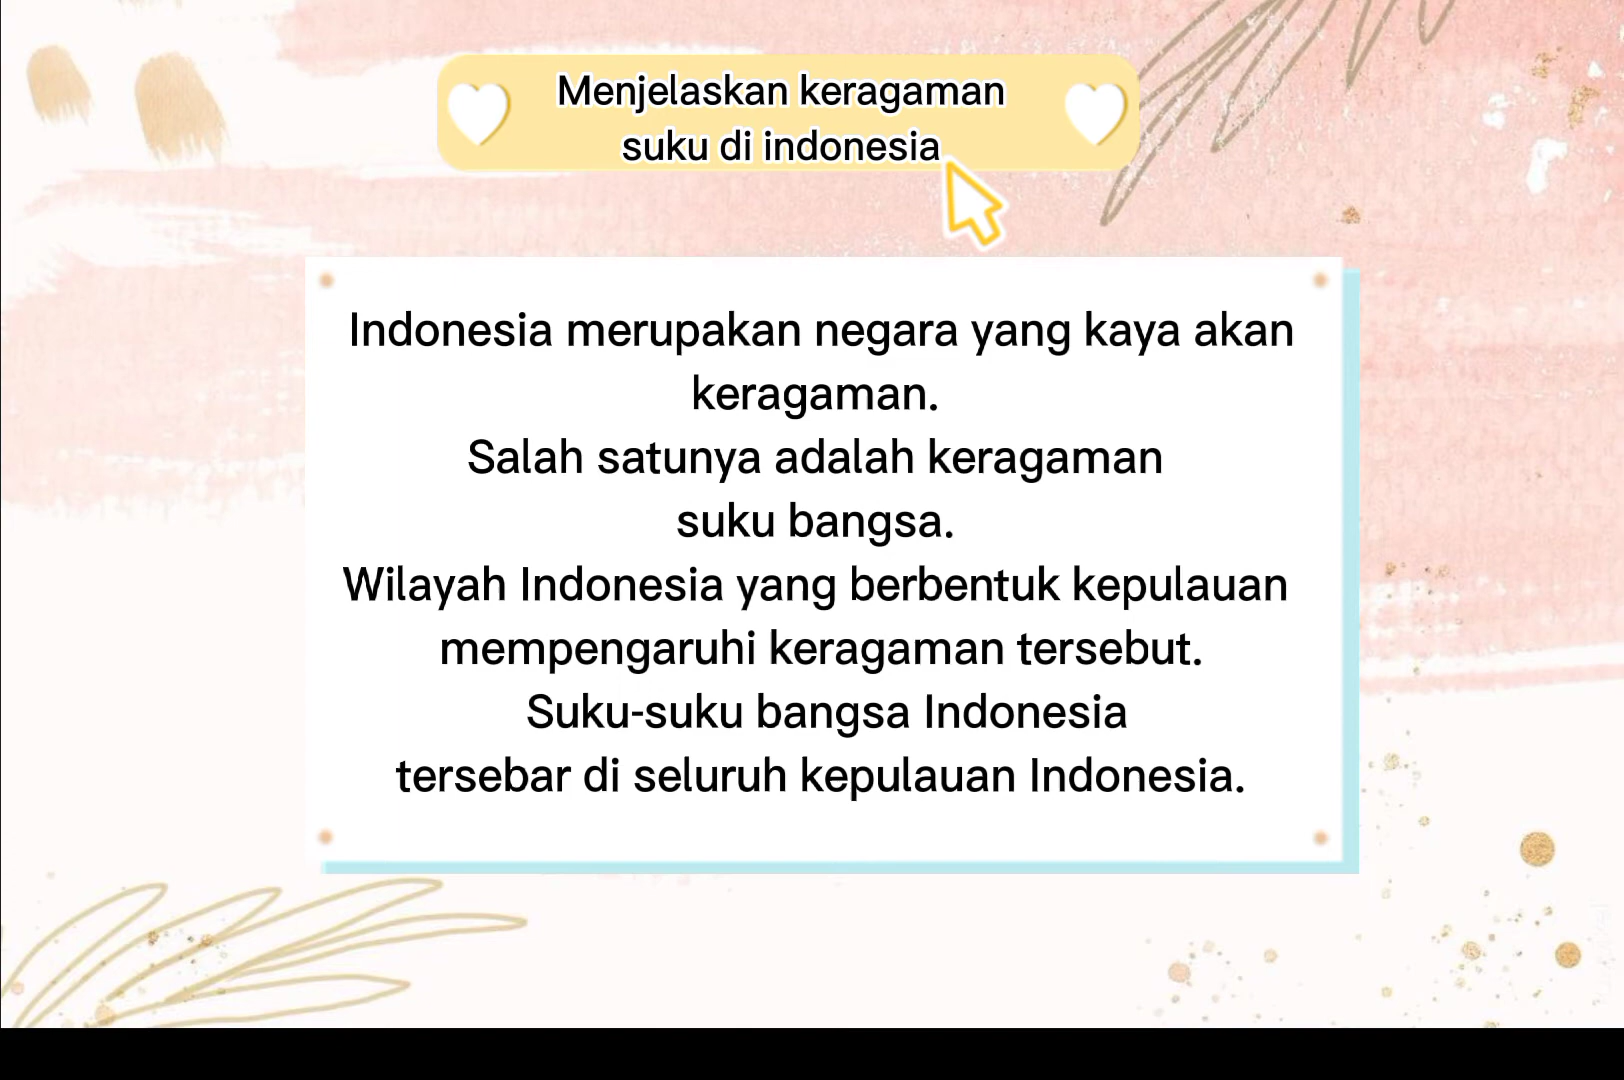 Menjelaskan keragaman
suku di indonesia
Indonesia merupakan negara yang kaya akan
keragaman.
Salah satunya adalah keragaman
suku bangsa.
Wilayah Indonesia yang berbentuk kepulauan
mempengaruhi keragaman tersebut.
Suku-suku bangsa Indonesia
tersebar di seluruh kepulauan Indonesia.